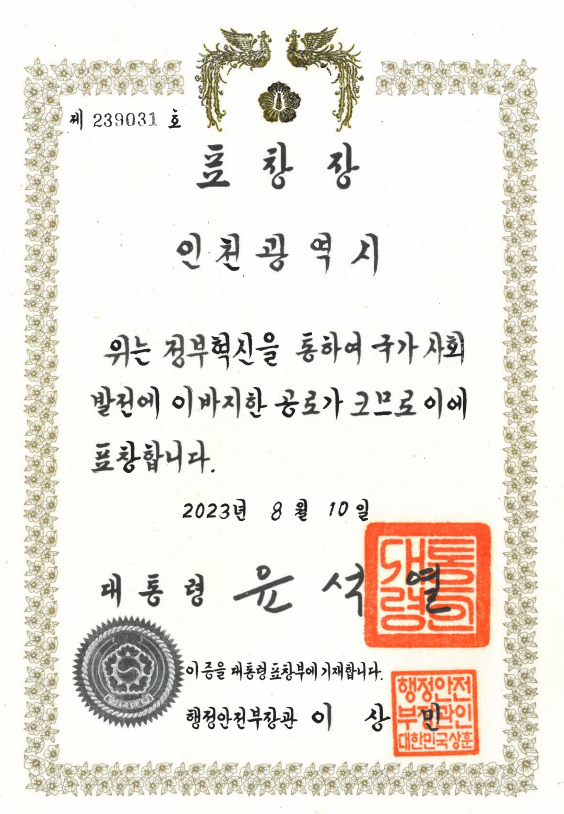 제 239031 호
표창장
인천광역시
위는 정부혁신을 통하여 국가사회
발전에 이바지한 공로가 크므로 이에
표창합니다.
2023년 8월 10일
대통령 윤석열
대통
령인
이 증을 대통령표창부에 기재합니다.
행정안전부장관 이상민
행정안전
부장관인
대한민국상훈